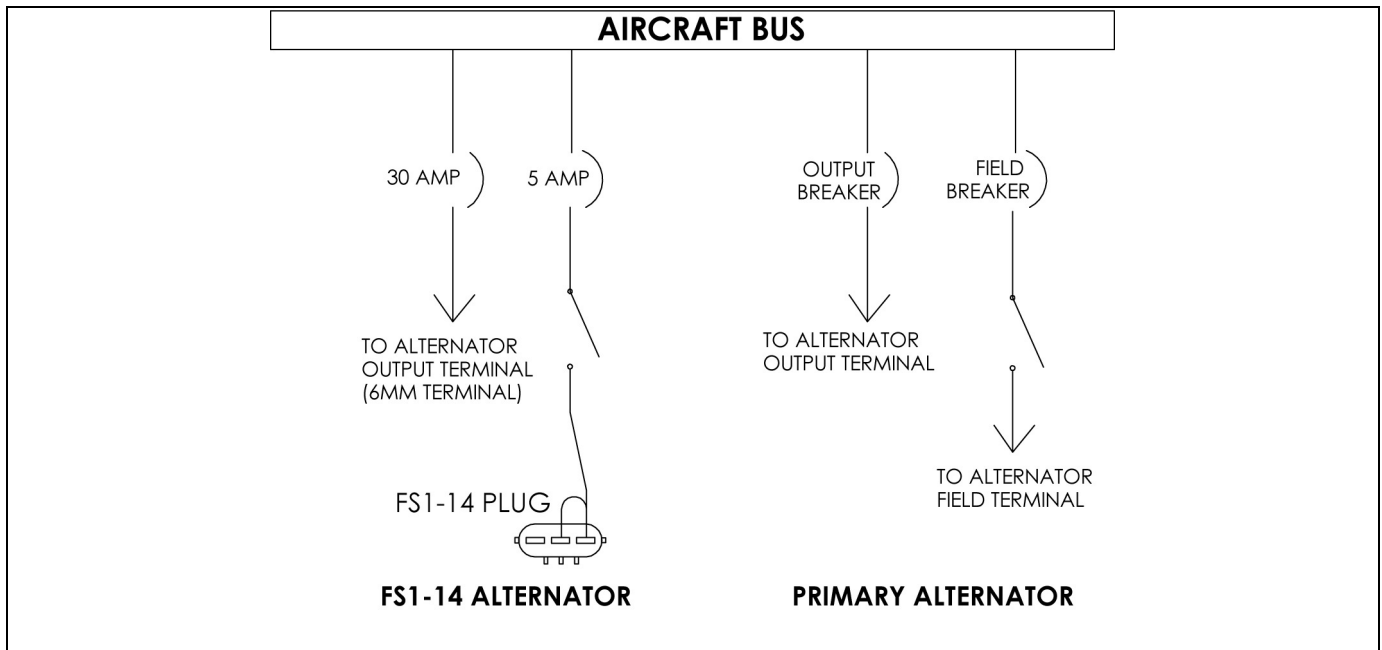 AIRCRAFT BUS
30 AMP
5 AMP
OUTPUT
BREAKER
FIELD
BREAKER
TO ALTERNATOR
OUTPUT TERMINAL
(6MM TERMINAL)
TO ALTERNATOR
OUTPUT TERMINAL
TO ALTERNATOR
FIELD TERMINAL
FS1-14 PLUG
FS1-14 ALTERNATOR
PRIMARY ALTERNATOR